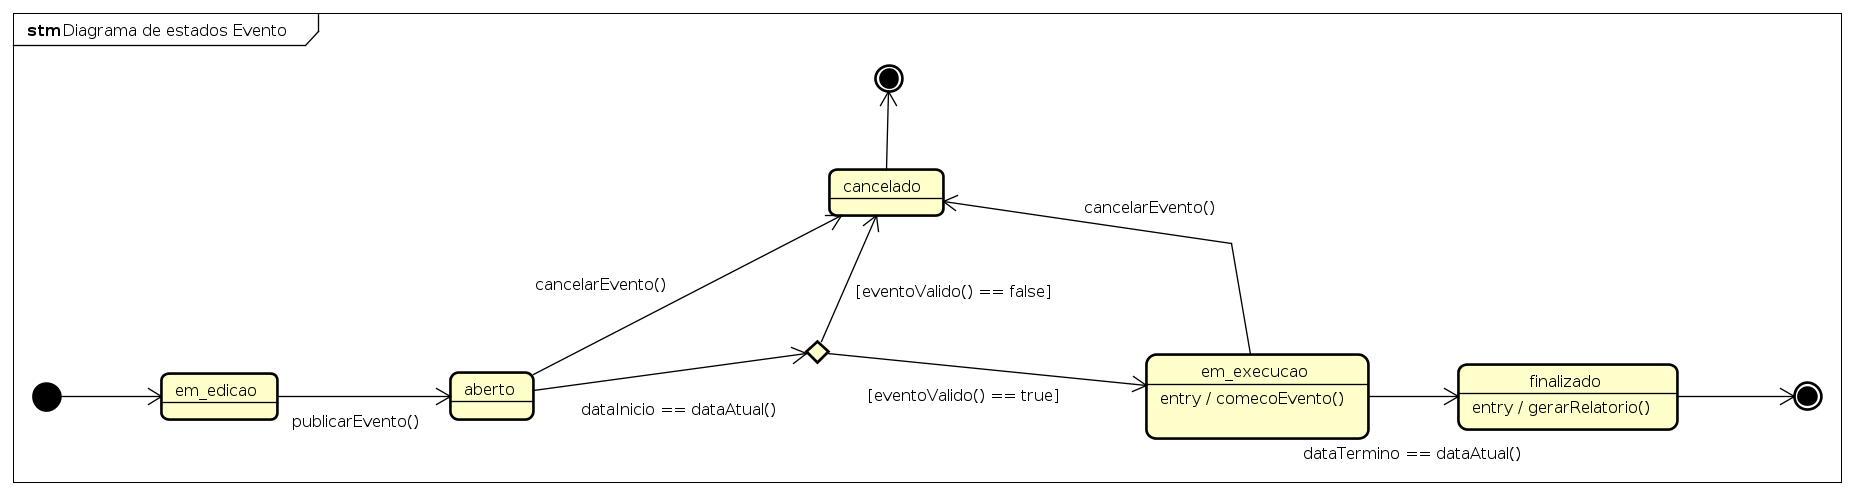 stm Diagrama de estados Evento
cancelado
cancelarEvento()
cancelarEvento()
[eventoValido() == false]
em_edicao
publicarEvento()
aberto
dataInicio == dataAtual()
[eventoValido() == true]
em_execucao
entry / comecoEvento()
dataTermino == dataAtual()
finalizado
entry / gerarRelatorio()